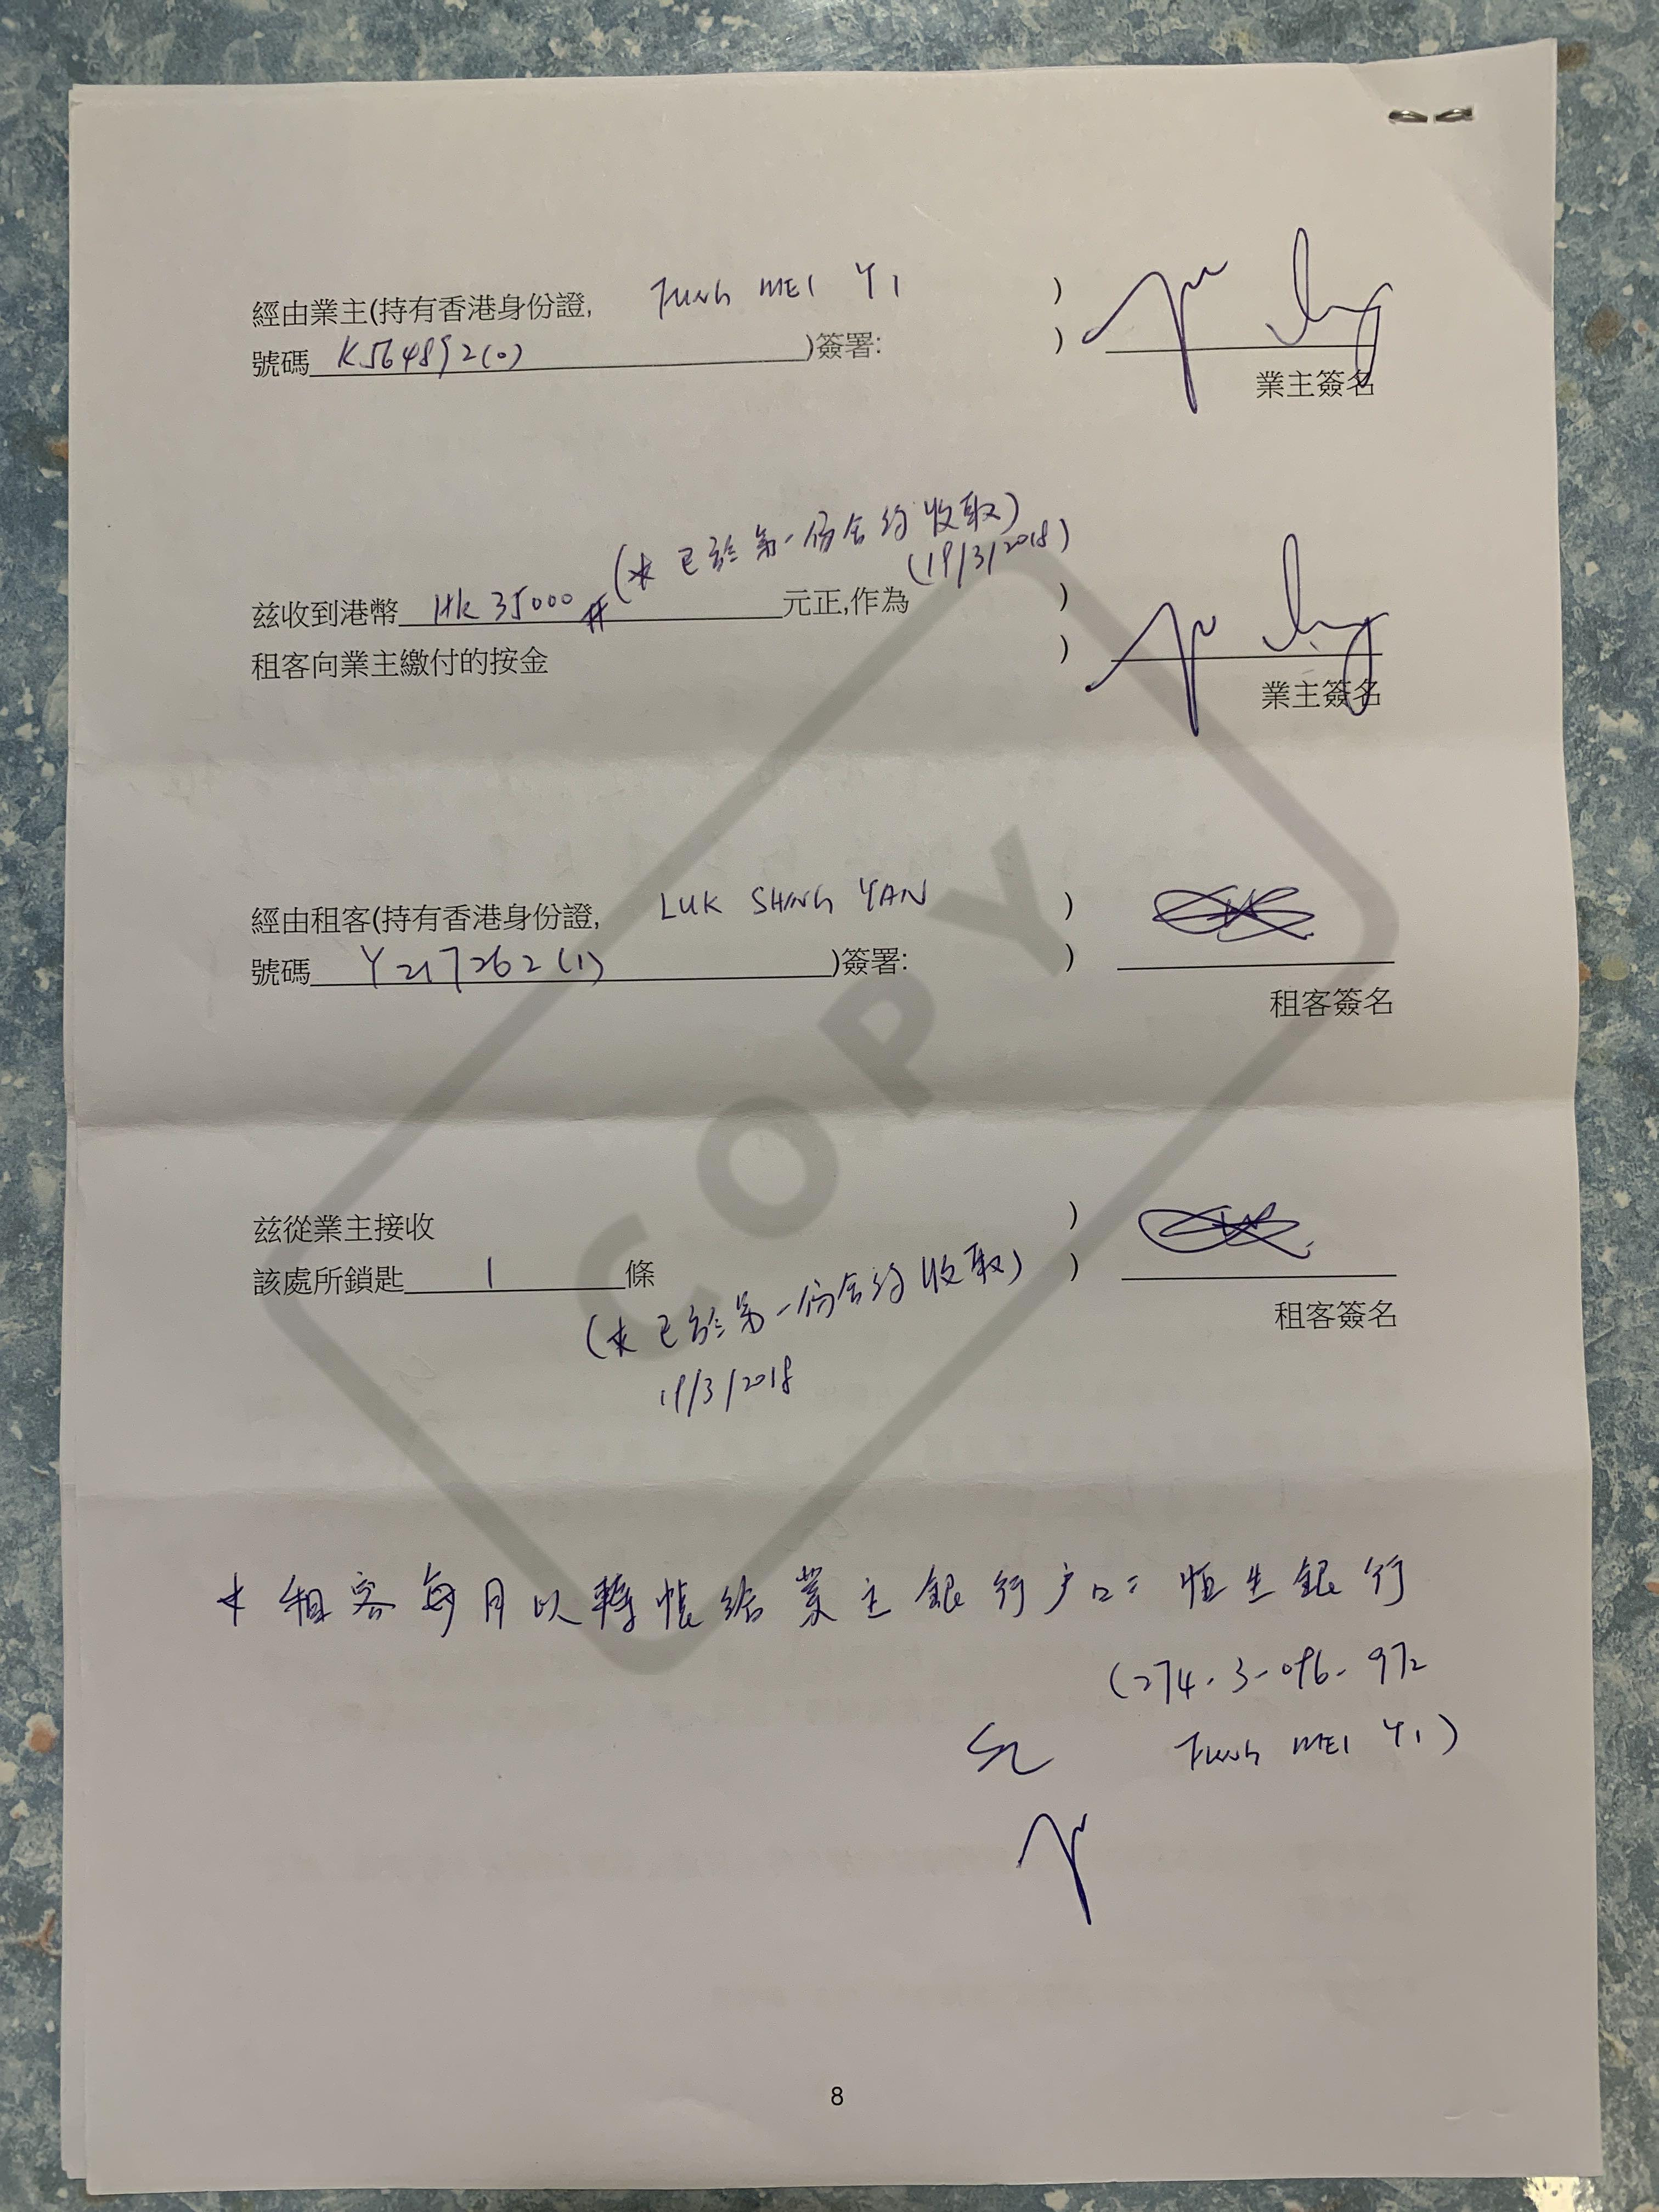 經由業主(持有香港身份證, FUNG MEI YI )
號碼 K564892(0) )簽署: )
業主簽名
(* 已於第一份合約收取)
(19/3/2018)
茲收到港幣 HK 35000 # 元正,作為 )
租客向業主繳付的按金 )
業主簽名
經由租客(持有香港身份證, LUK SHING YAN )
號碼 Y217262(1) )簽署: )
租客簽名
茲從業主接收 )
該處所鎖匙 1 條 )
(* 已於第一份合約收取)
19/3/2018
租客簽名
COPY
* 租客每月以轉帳給業主銀行户口: 恒生銀行
(274-3-096-972
FUNG MEI YI)
8